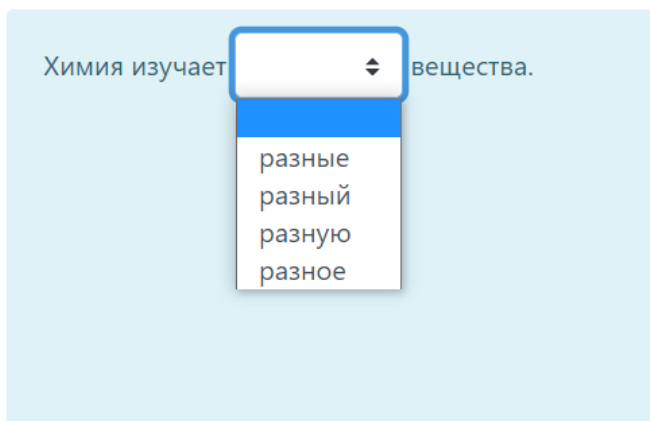 Химия изучает вещества.
разные
разный
разную
разное